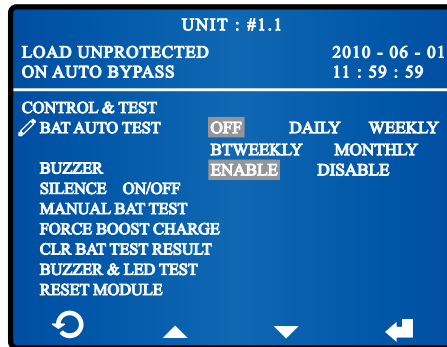 UNIT : #1.1
LOAD UNPROTECTED 2010 - 06 - 01
ON AUTO BYPASS 11 : 59 : 59
CONTROL & TEST
BAT AUTO TEST OFF DAILY WEEKLY
BTWEEKLY MONTHLY
BUZZER ENABLE DISABLE
SILENCE ON/OFF
MANUAL BAT TEST
FORCE BOOST CHARGE
CLR BAT TEST RESULT
BUZZER & LED TEST
RESET MODULE